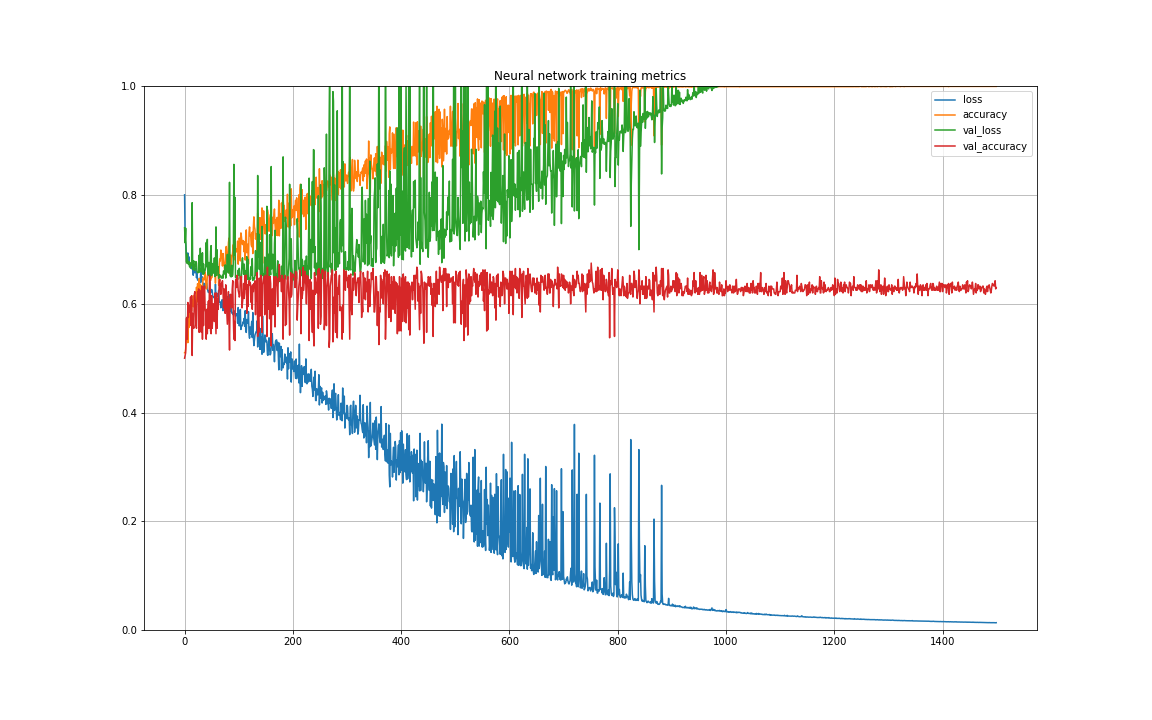 Neural network training metrics
1.0
0.8
0.6
0.4
0.2
0.0
loss
accuracy
val_loss
val_accuracy
0 200 400 600 800 1000 1200 1400